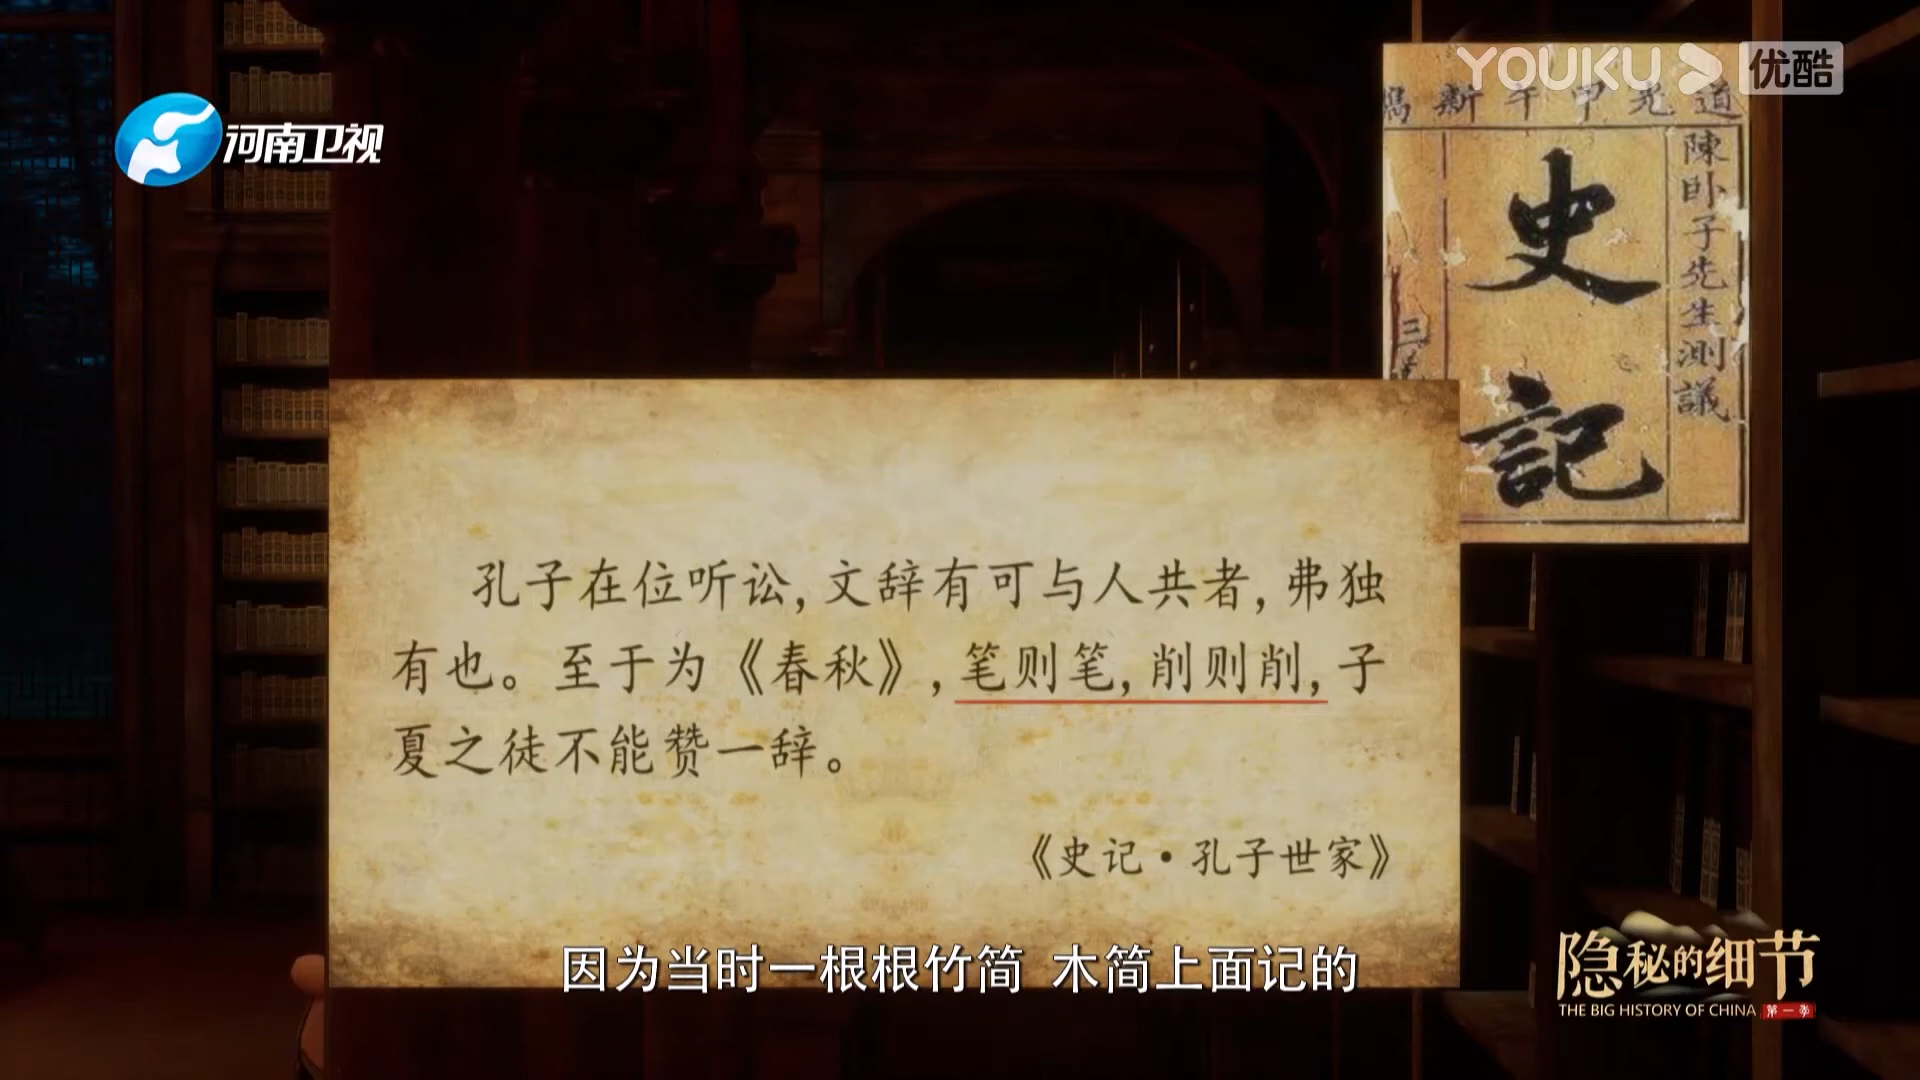 YOUKU 优酷
河南卫视
道光甲午新镌
陳卧子先生測議
史記
孔子在位听讼,文辞有可与人共者,弗独
有也。至于为《春秋》,笔则笔,削则削,子
夏之徒不能赞一辞。
《史记·孔子世家》
因为当时一根根竹简 木简上面记的
隐秘的细节
THE BIG HISTORY OF CHINA 第一季